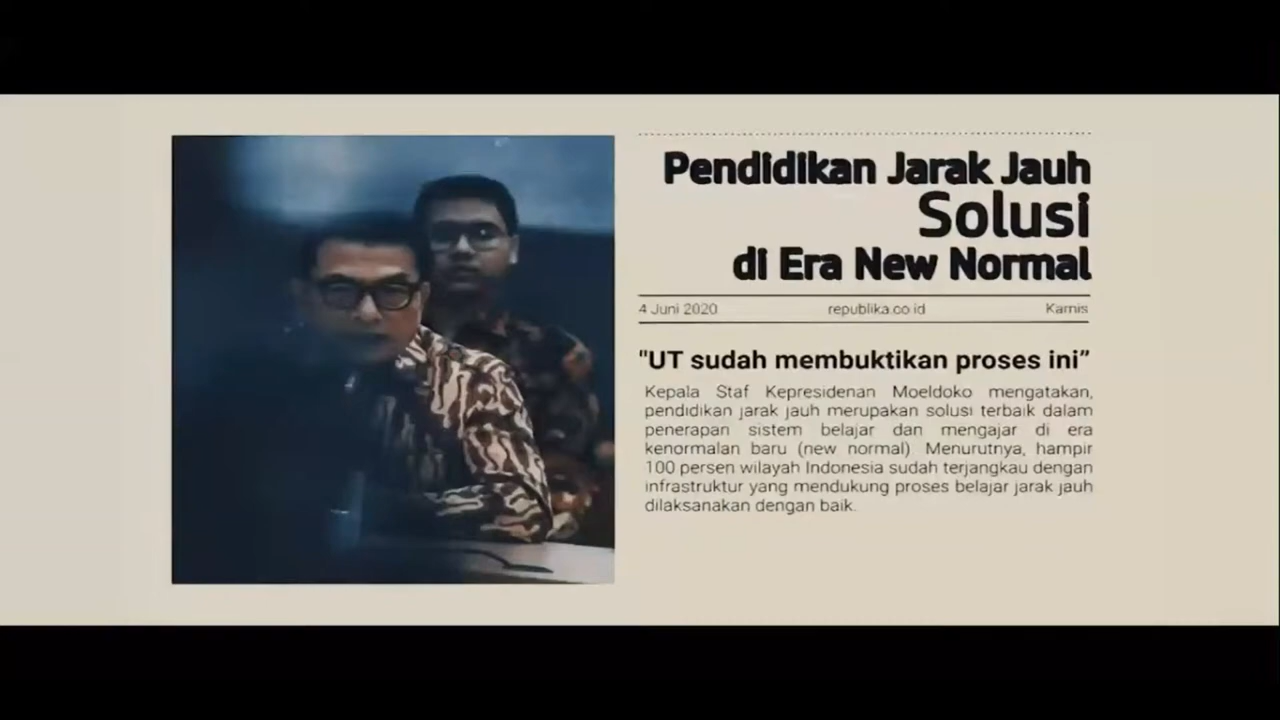 Pendidikan Jarak Jauh
Solusi
di Era New Normal
4 Juni 2020 republika.co.id Kamis
"UT sudah membuktikan proses ini”
Kepala Staf Kepresidenan Moeldoko mengatakan,
pendidikan jarak jauh merupakan solusi terbaik dalam
penerapan sistem belajar dan mengajar di era
kenormalan baru (new normal). Menurutnya, hampir
100 persen wilayah Indonesia sudah terjangkau dengan
infrastruktur yang mendukung proses belajar jarak jauh
dilaksanakan dengan baik.